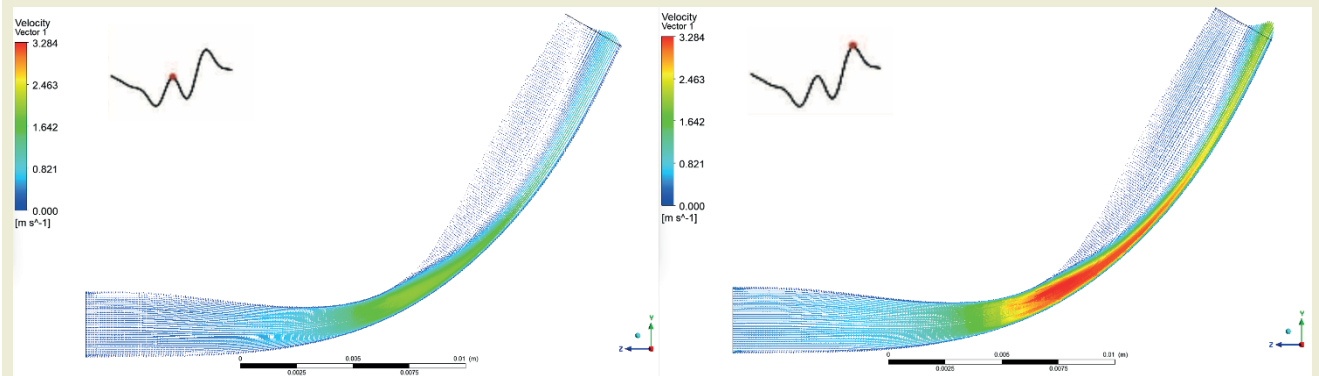 Velocity
Vector 1
3.284
2.463
1.642
0.821
0.000
[m s^-1]
Y
Z
0 0.005 0.01 (m)
0.0025 0.0075
Velocity
Vector 1
3.284
2.463
1.642
0.821
0.000
[m s^-1]
Y
Z
0 0.005 0.01 (m)
0.0025 0.0075